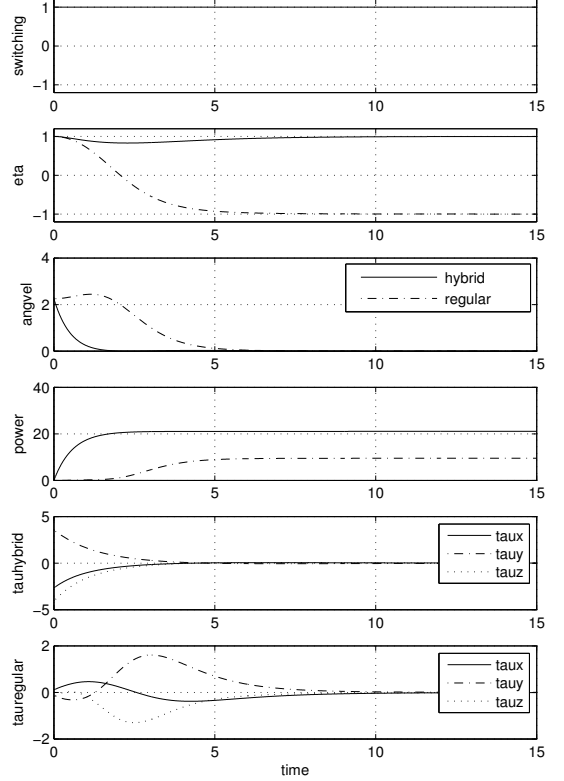 1
0
−1
switching
0 5 10 15
1
0
−1
eta
0 5 10 15
4
2
0
angvel
hybrid
regular
0 5 10 15
40
20
0
power
0 5 10 15
5
0
−5
tauhybrid
taux
tauy
tauz
0 5 10 15
2
0
−2
tauregular
taux
tauy
tauz
0 5 10 15
time